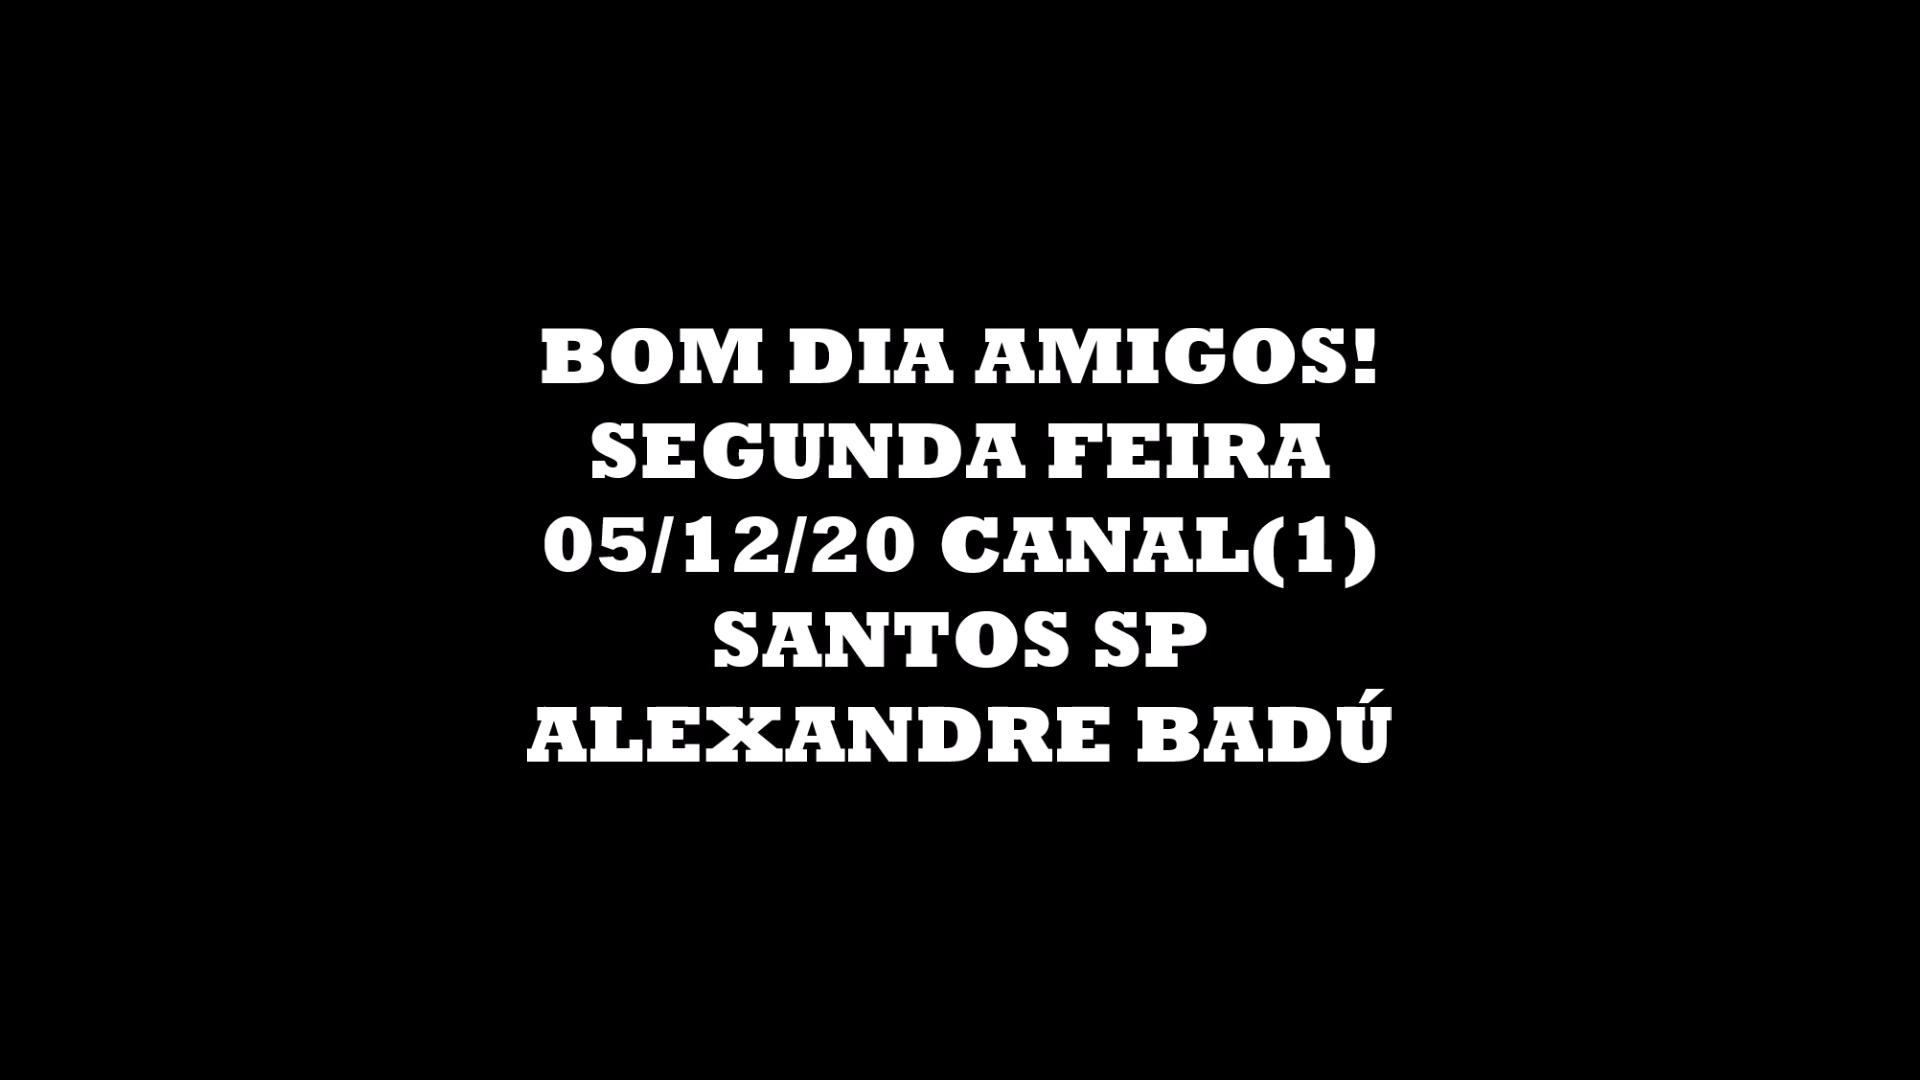 BOM DIA AMIGOS!
SEGUNDA FEIRA
05/12/20 CANAL(1)
SANTOS SP
ALEXANDRE BADÚ